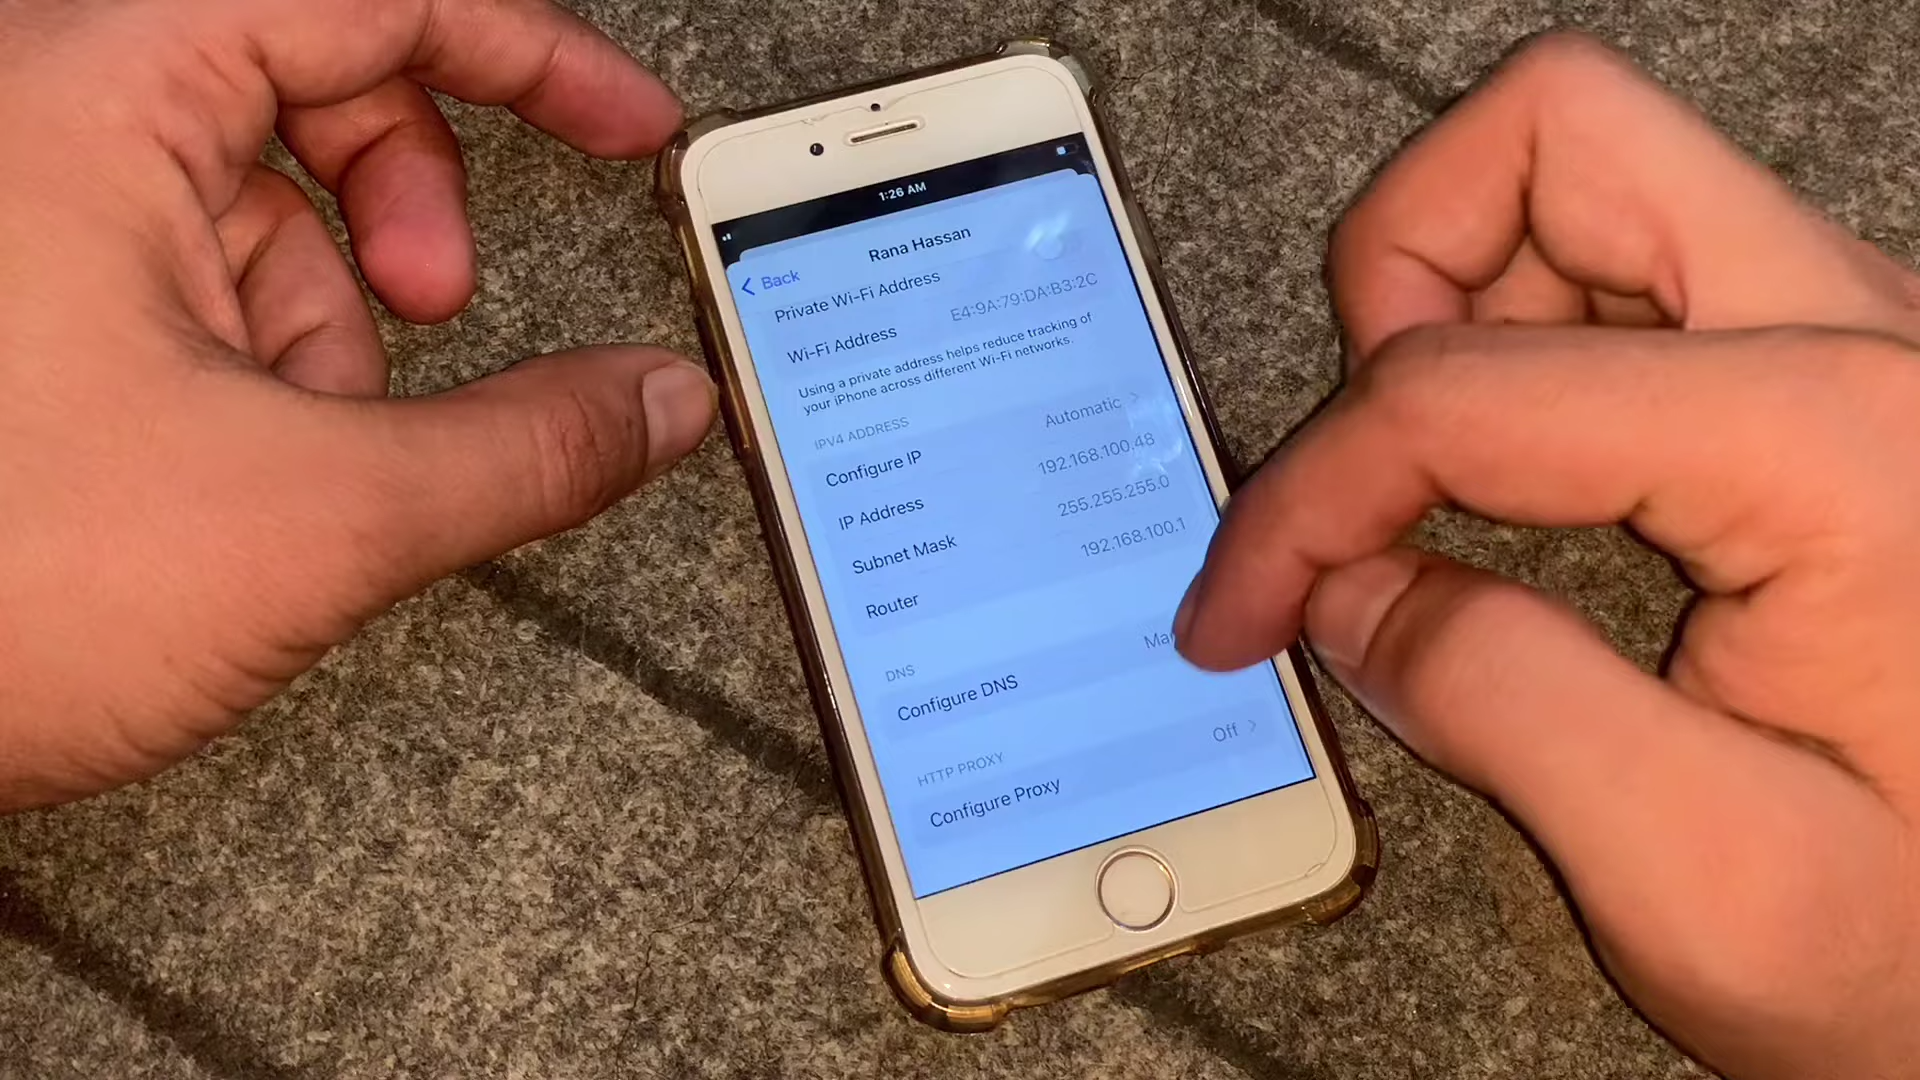 1:26 AM
Back
Rana Hassan
Private Wi-Fi Address
Wi-Fi Address E4:9A:79:DA:B3:2C
Using a private address helps reduce tracking of
your iPhone across different Wi-Fi networks.
IPV4 ADDRESS
Configure IP Automatic
IP Address 192.168.100.48
Subnet Mask 255.255.255.0
Router 192.168.100.1
DNS
Configure DNS
HTTP PROXY
Configure Proxy Off